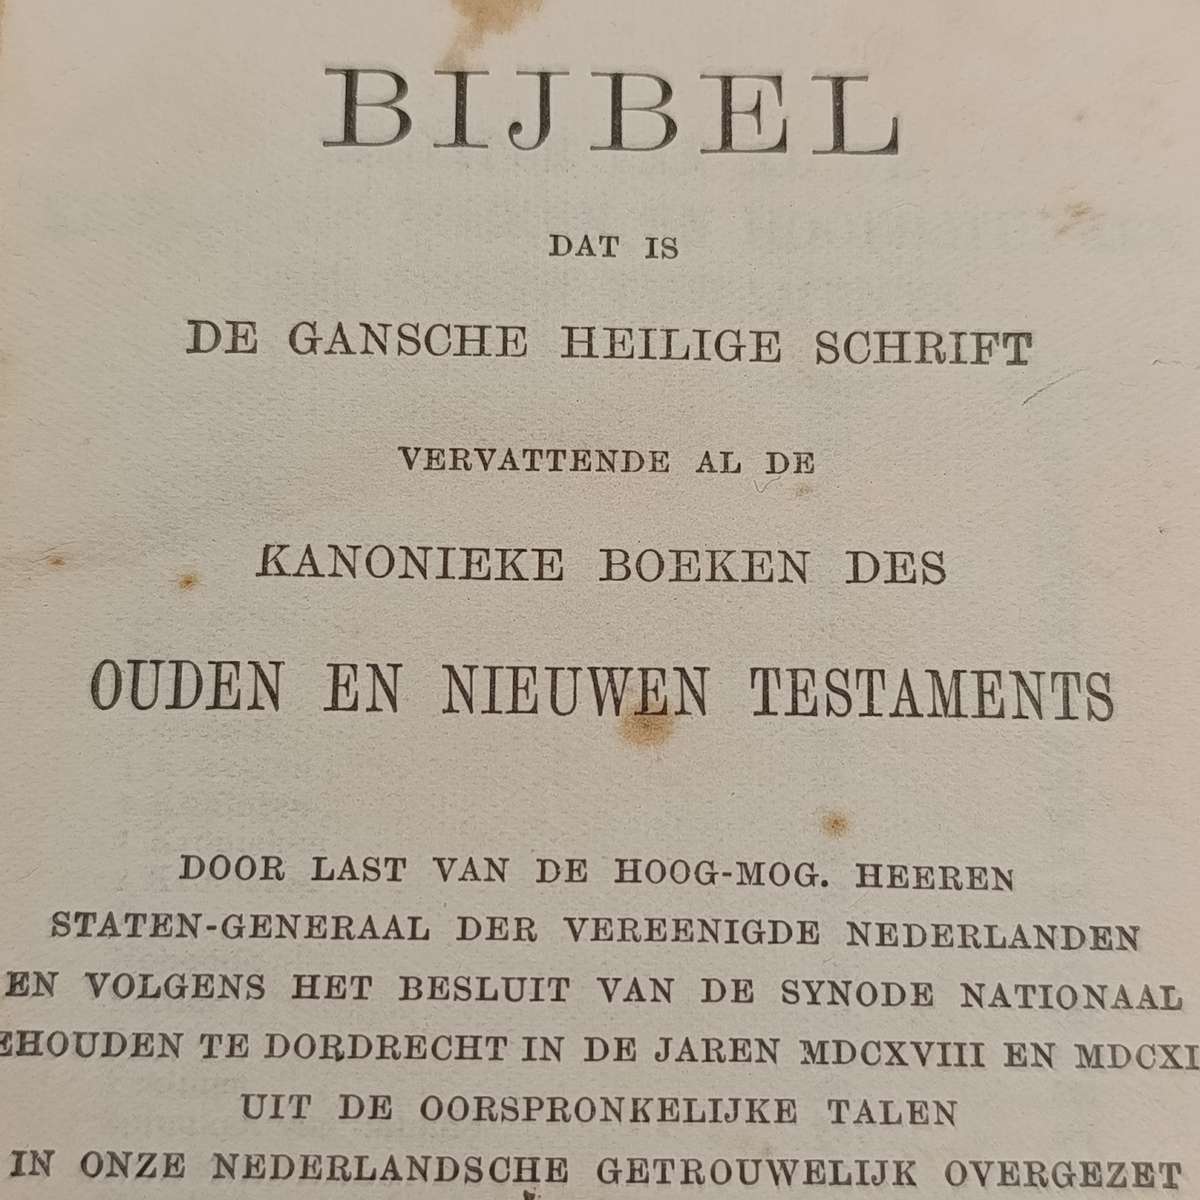 BIJBEL
DAT IS
DE GANSCHE HEILIGE SCHRIFT
VERVATTENDE AL DE
KANONIEKE BOEKEN DES
OUDEN EN NIEUWEN TESTAMENTS
DOOR LAST VAN DE HOOG-MOG. HEEREN
STATEN-GENERAAL DER VEREENIGDE NEDERLANDEN
EN VOLGENS HET BESLUIT VAN DE SYNODE NATIONAAL
EHOUDEN TE DORDRECHT IN DE JAREN MDCXVIII EN MDCXI
UIT DE OORSPRONKELIJKE TALEN
IN ONZE NEDERLANDSCHE GETROUWELIJK OVERGEZET